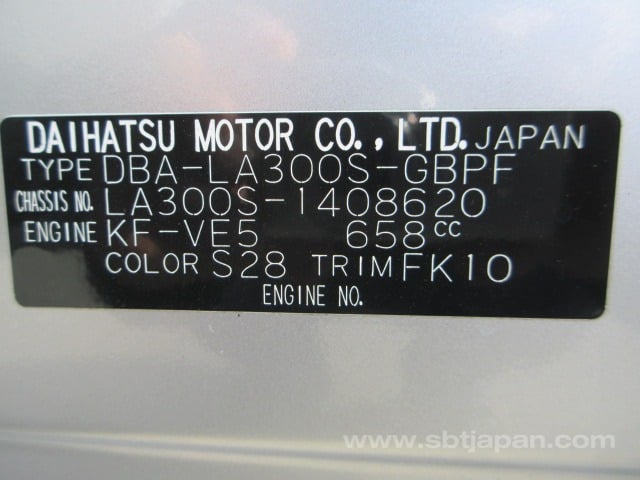 DAIHATSU MOTOR CO., LTD. JAPAN
TYPE DBA-LA300S-GBPF
CHASSIS NO. LA300S-1408620
ENGINE KF-VE5 658cc
COLOR S28 TRIM FK10
ENGINE NO.
www.sbtjapan.com